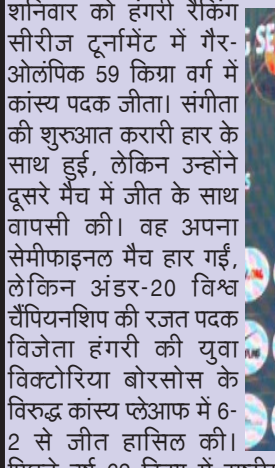 शनिवार को हंगरी रैंकिंग
सीरीज टूर्नामेंट में गैर-
ओलंपिक 59 किग्रा वर्ग में
कांस्य पदक जीता। संगीता
की शुरुआत करारी हार के
साथ हुई, लेकिन उन्होंने
दूसरे मैच में जीत के साथ
वापसी की। वह अपना
सेमीफाइनल मैच हार गईं,
लेकिन अंडर-20 विश्व
चैंपियनशिप की रजत पदक
विजेता हंगरी की युवा
विक्टोरिया बोरसोस के
विरुद्ध कांस्य प्लेआफ में 6-
2 से जीत हासिल की।